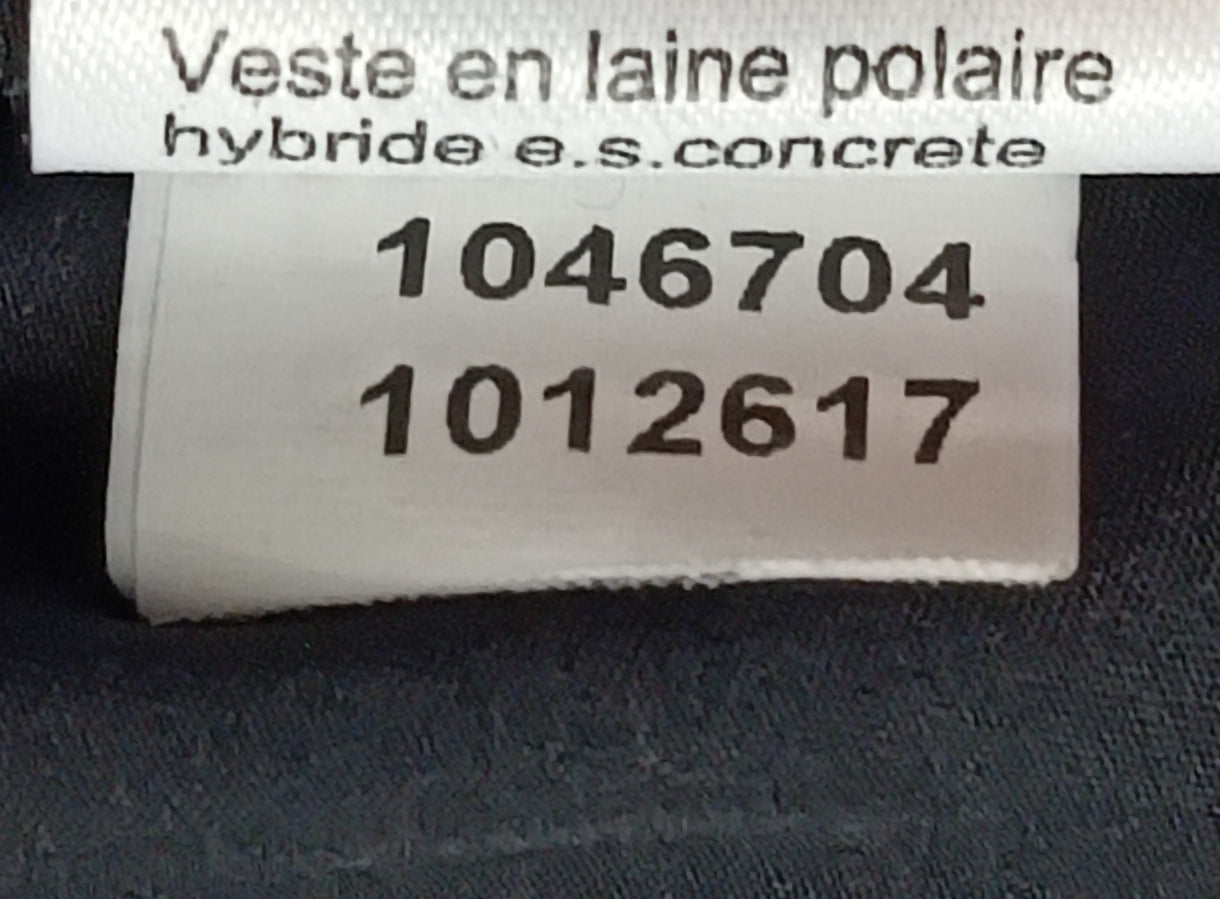 Veste en laine polaire
hybride e.s.concrete
1046704
1012617